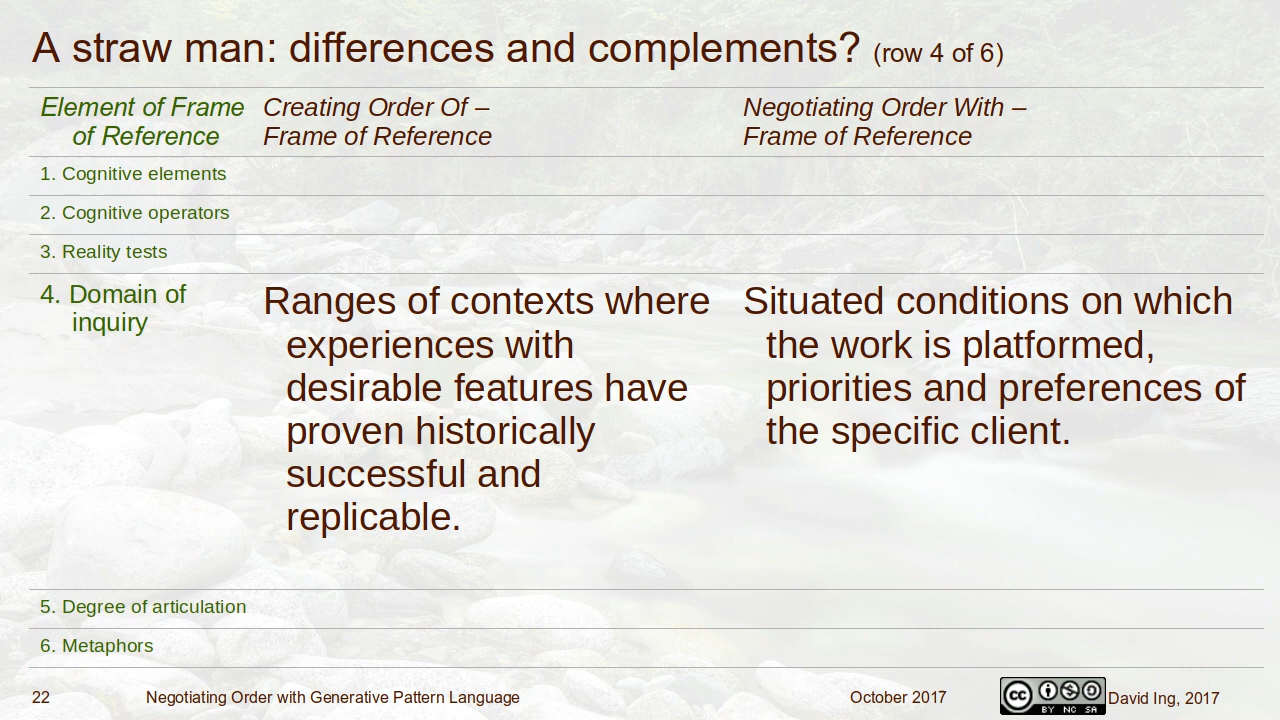 A straw man: differences and complements? (row 4 of 6)
Element of Frame of Reference
Creating Order Of –
Frame of Reference
Negotiating Order With –
Frame of Reference
1. Cognitive elements
2. Cognitive operators
3. Reality tests
4. Domain of
inquiry
Ranges of contexts where
experiences with
desirable features have
proven historically
successful and
replicable.
Situated conditions on which
the work is platformed,
priorities and preferences of
the specific client.
5. Degree of articulation
6. Metaphors
22
Negotiating Order with Generative Pattern Language
October 2017
cc
BY NC SA
David Ing, 2017